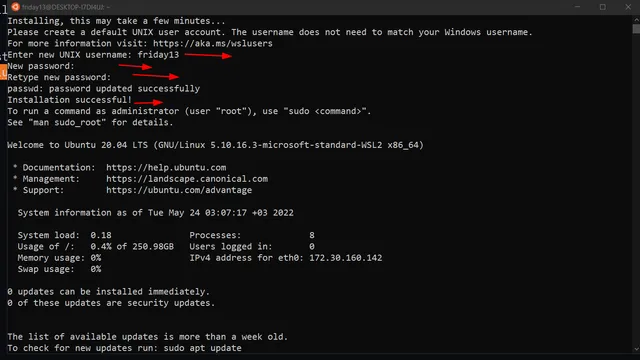 friday13@DESKTOP-I7DI4UI: ~
Installing, this may take a few minutes...
Please create a default UNIX user account. The username does not need to match your Windows username.
For more information visit: https://aka.ms/wslusers
Enter new UNIX username: friday13
New password:
Retype new password:
passwd: password updated successfully
Installation successful!
To run a command as administrator (user "root"), use "sudo <command>".
See "man sudo_root" for details.
Welcome to Ubuntu 20.04 LTS (GNU/Linux 5.10.16.3-microsoft-standard-WSL2 x86_64)
* Documentation: https://help.ubuntu.com
* Management: https://landscape.canonical.com
* Support: https://ubuntu.com/advantage
System information as of Tue May 24 03:07:17 +03 2022
System load: 0.18 Processes: 8
Usage of /: 0.4% of 250.98GB Users logged in: 0
Memory usage: 0% IPv4 address for eth0: 172.30.160.142
Swap usage: 0%
0 updates can be installed immediately.
0 of these updates are security updates.
The list of available updates is more than a week old.
To check for new updates run: sudo apt update